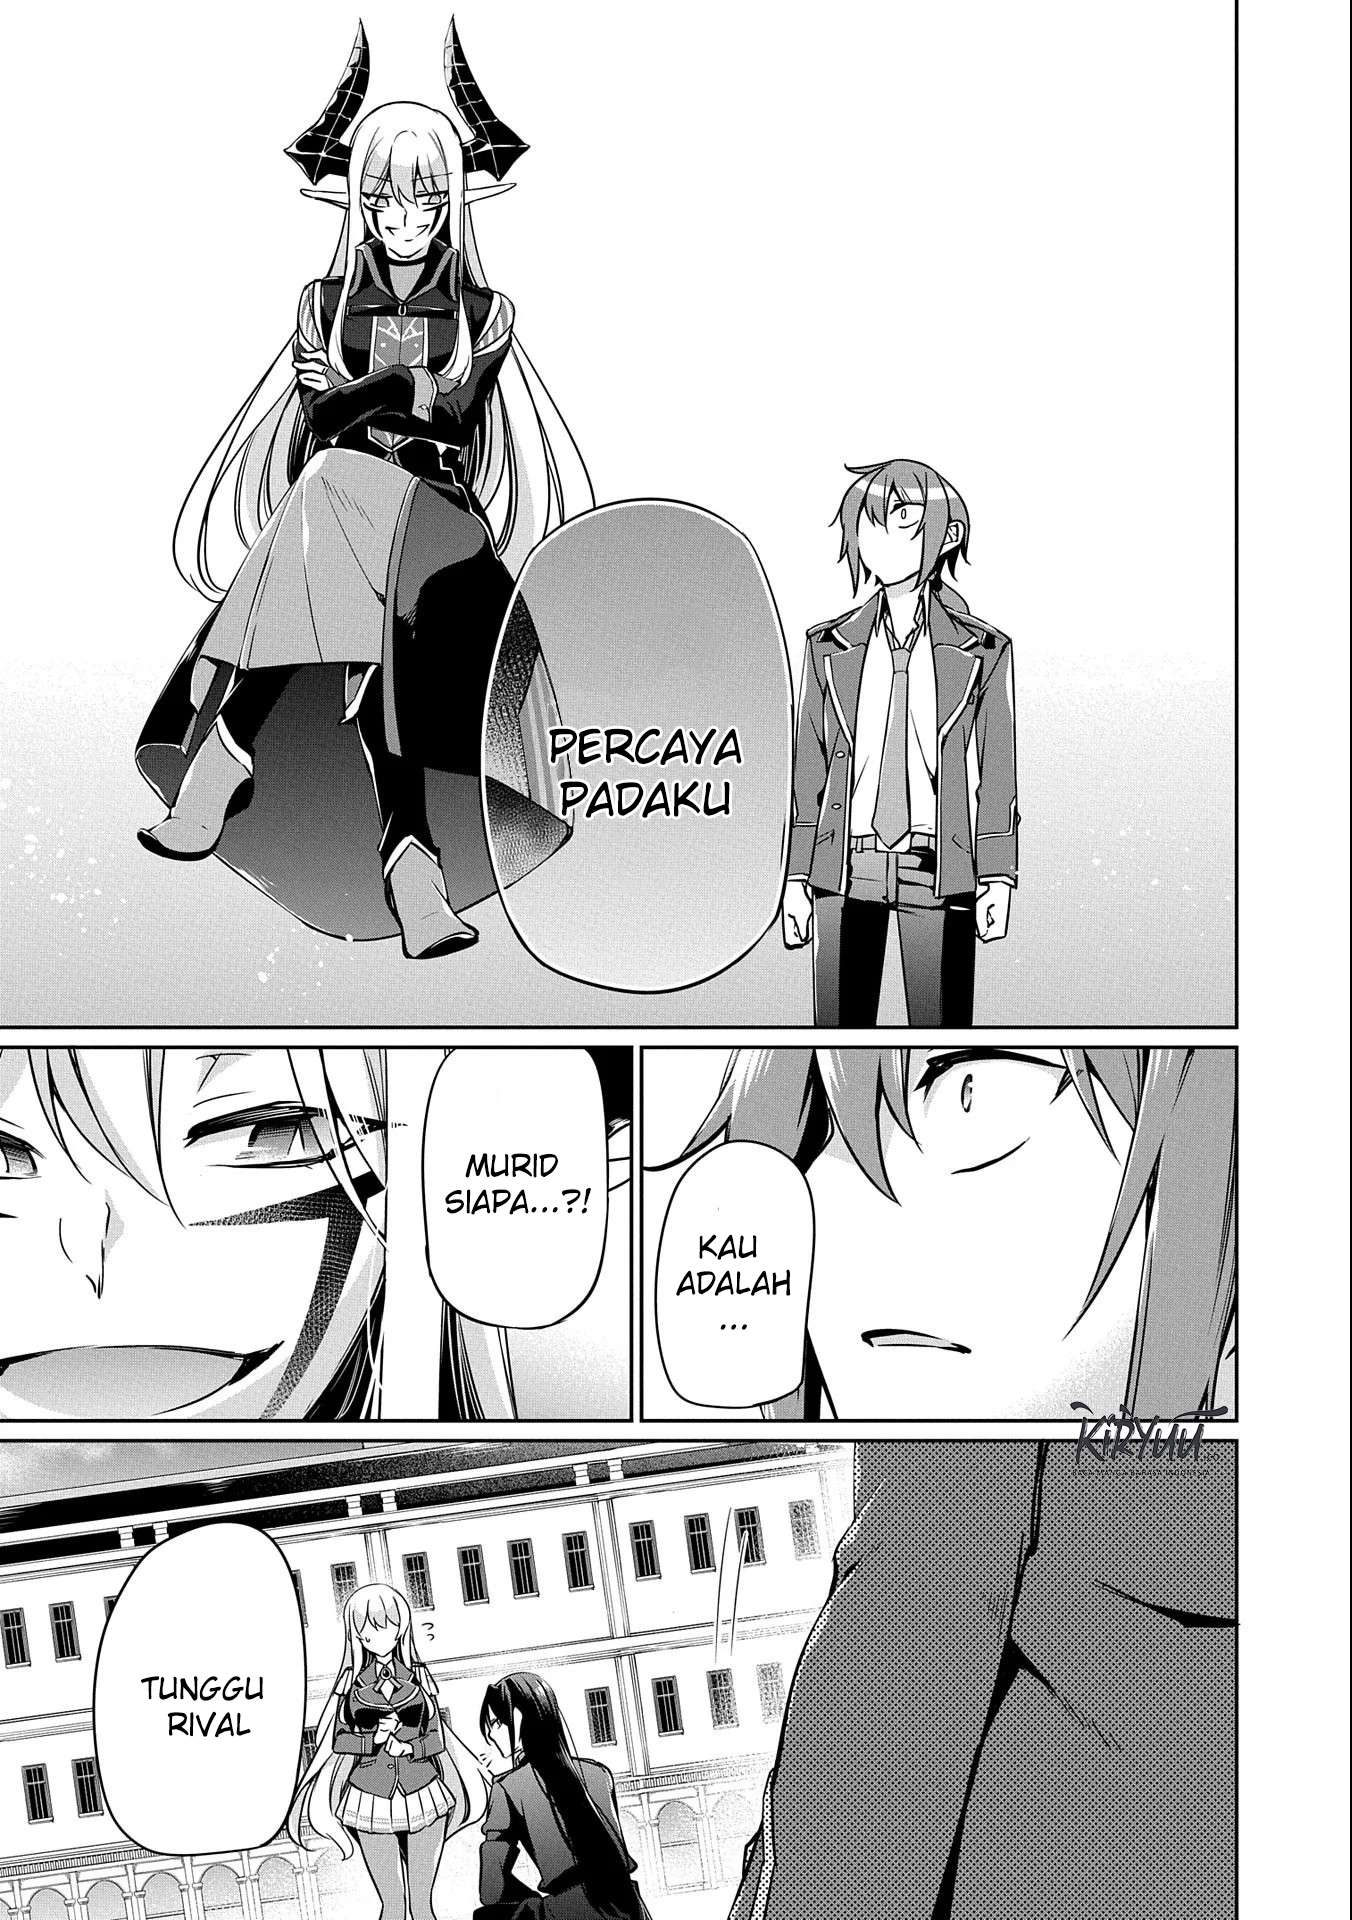 PERCAYA
PADAKU
KAU
ADALAH
...
MURID
SIAPA...?!
KIRYUU
TUNGGU
RIVAL